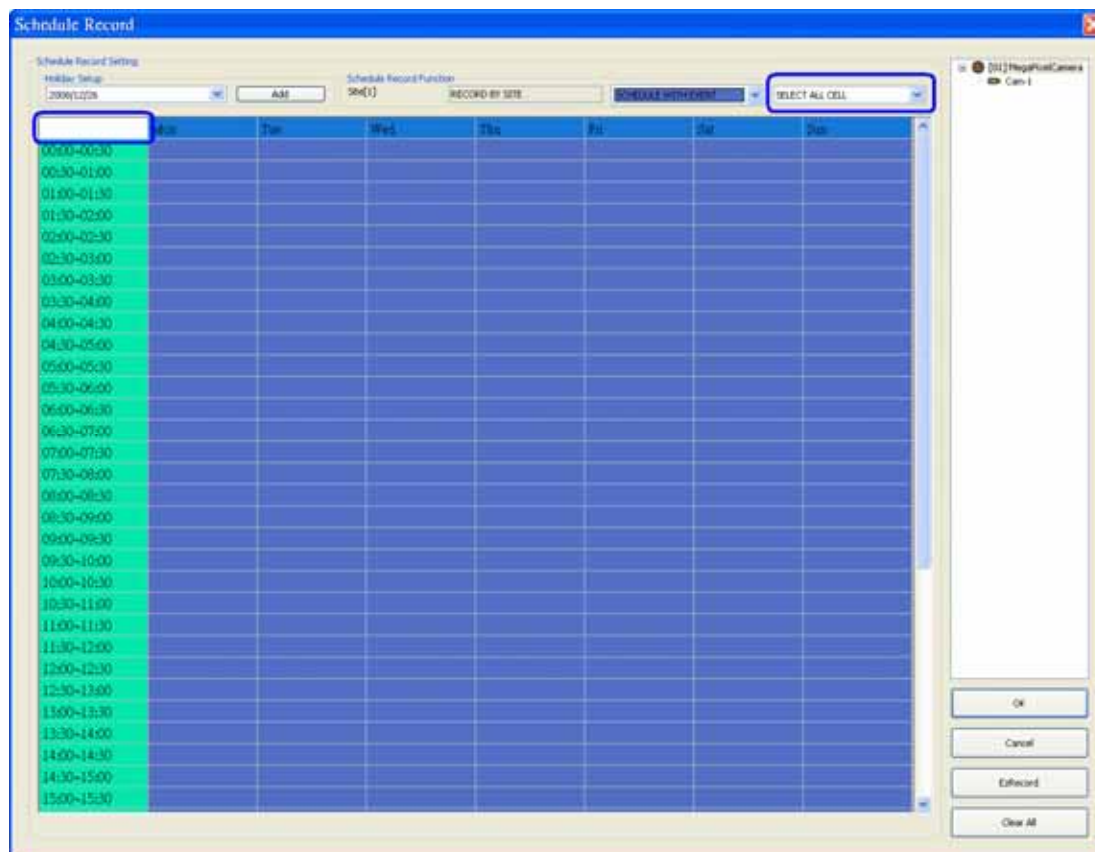 Schedule Record
Schedule Record Setting
Holiday Setup
Schedule Record Function
2006/12/26
Add
Site[1]
RECORD BY SITE
SCHEDULE WITH EVENT
SELECT ALL CELL
[01]MegaPixelCamera
Cam-1
Mon Tue Wed Thu Fri Sat Sun
00:00~00:30
00:30~01:00
01:00~01:30
01:30~02:00
02:00~02:30
02:30~03:00
03:00~03:30
03:30~04:00
04:00~04:30
04:30~05:00
05:00~05:30
05:30~06:00
06:00~06:30
06:30~07:00
07:00~07:30
07:30~08:00
08:00~08:30
08:30~09:00
09:00~09:30
09:30~10:00
10:00~10:30
10:30~11:00
11:00~11:30
11:30~12:00
12:00~12:30
12:30~13:00
13:00~13:30
13:30~14:00
14:00~14:30
14:30~15:00
15:00~15:30
OK
Cancel
EzRecord
Clear All